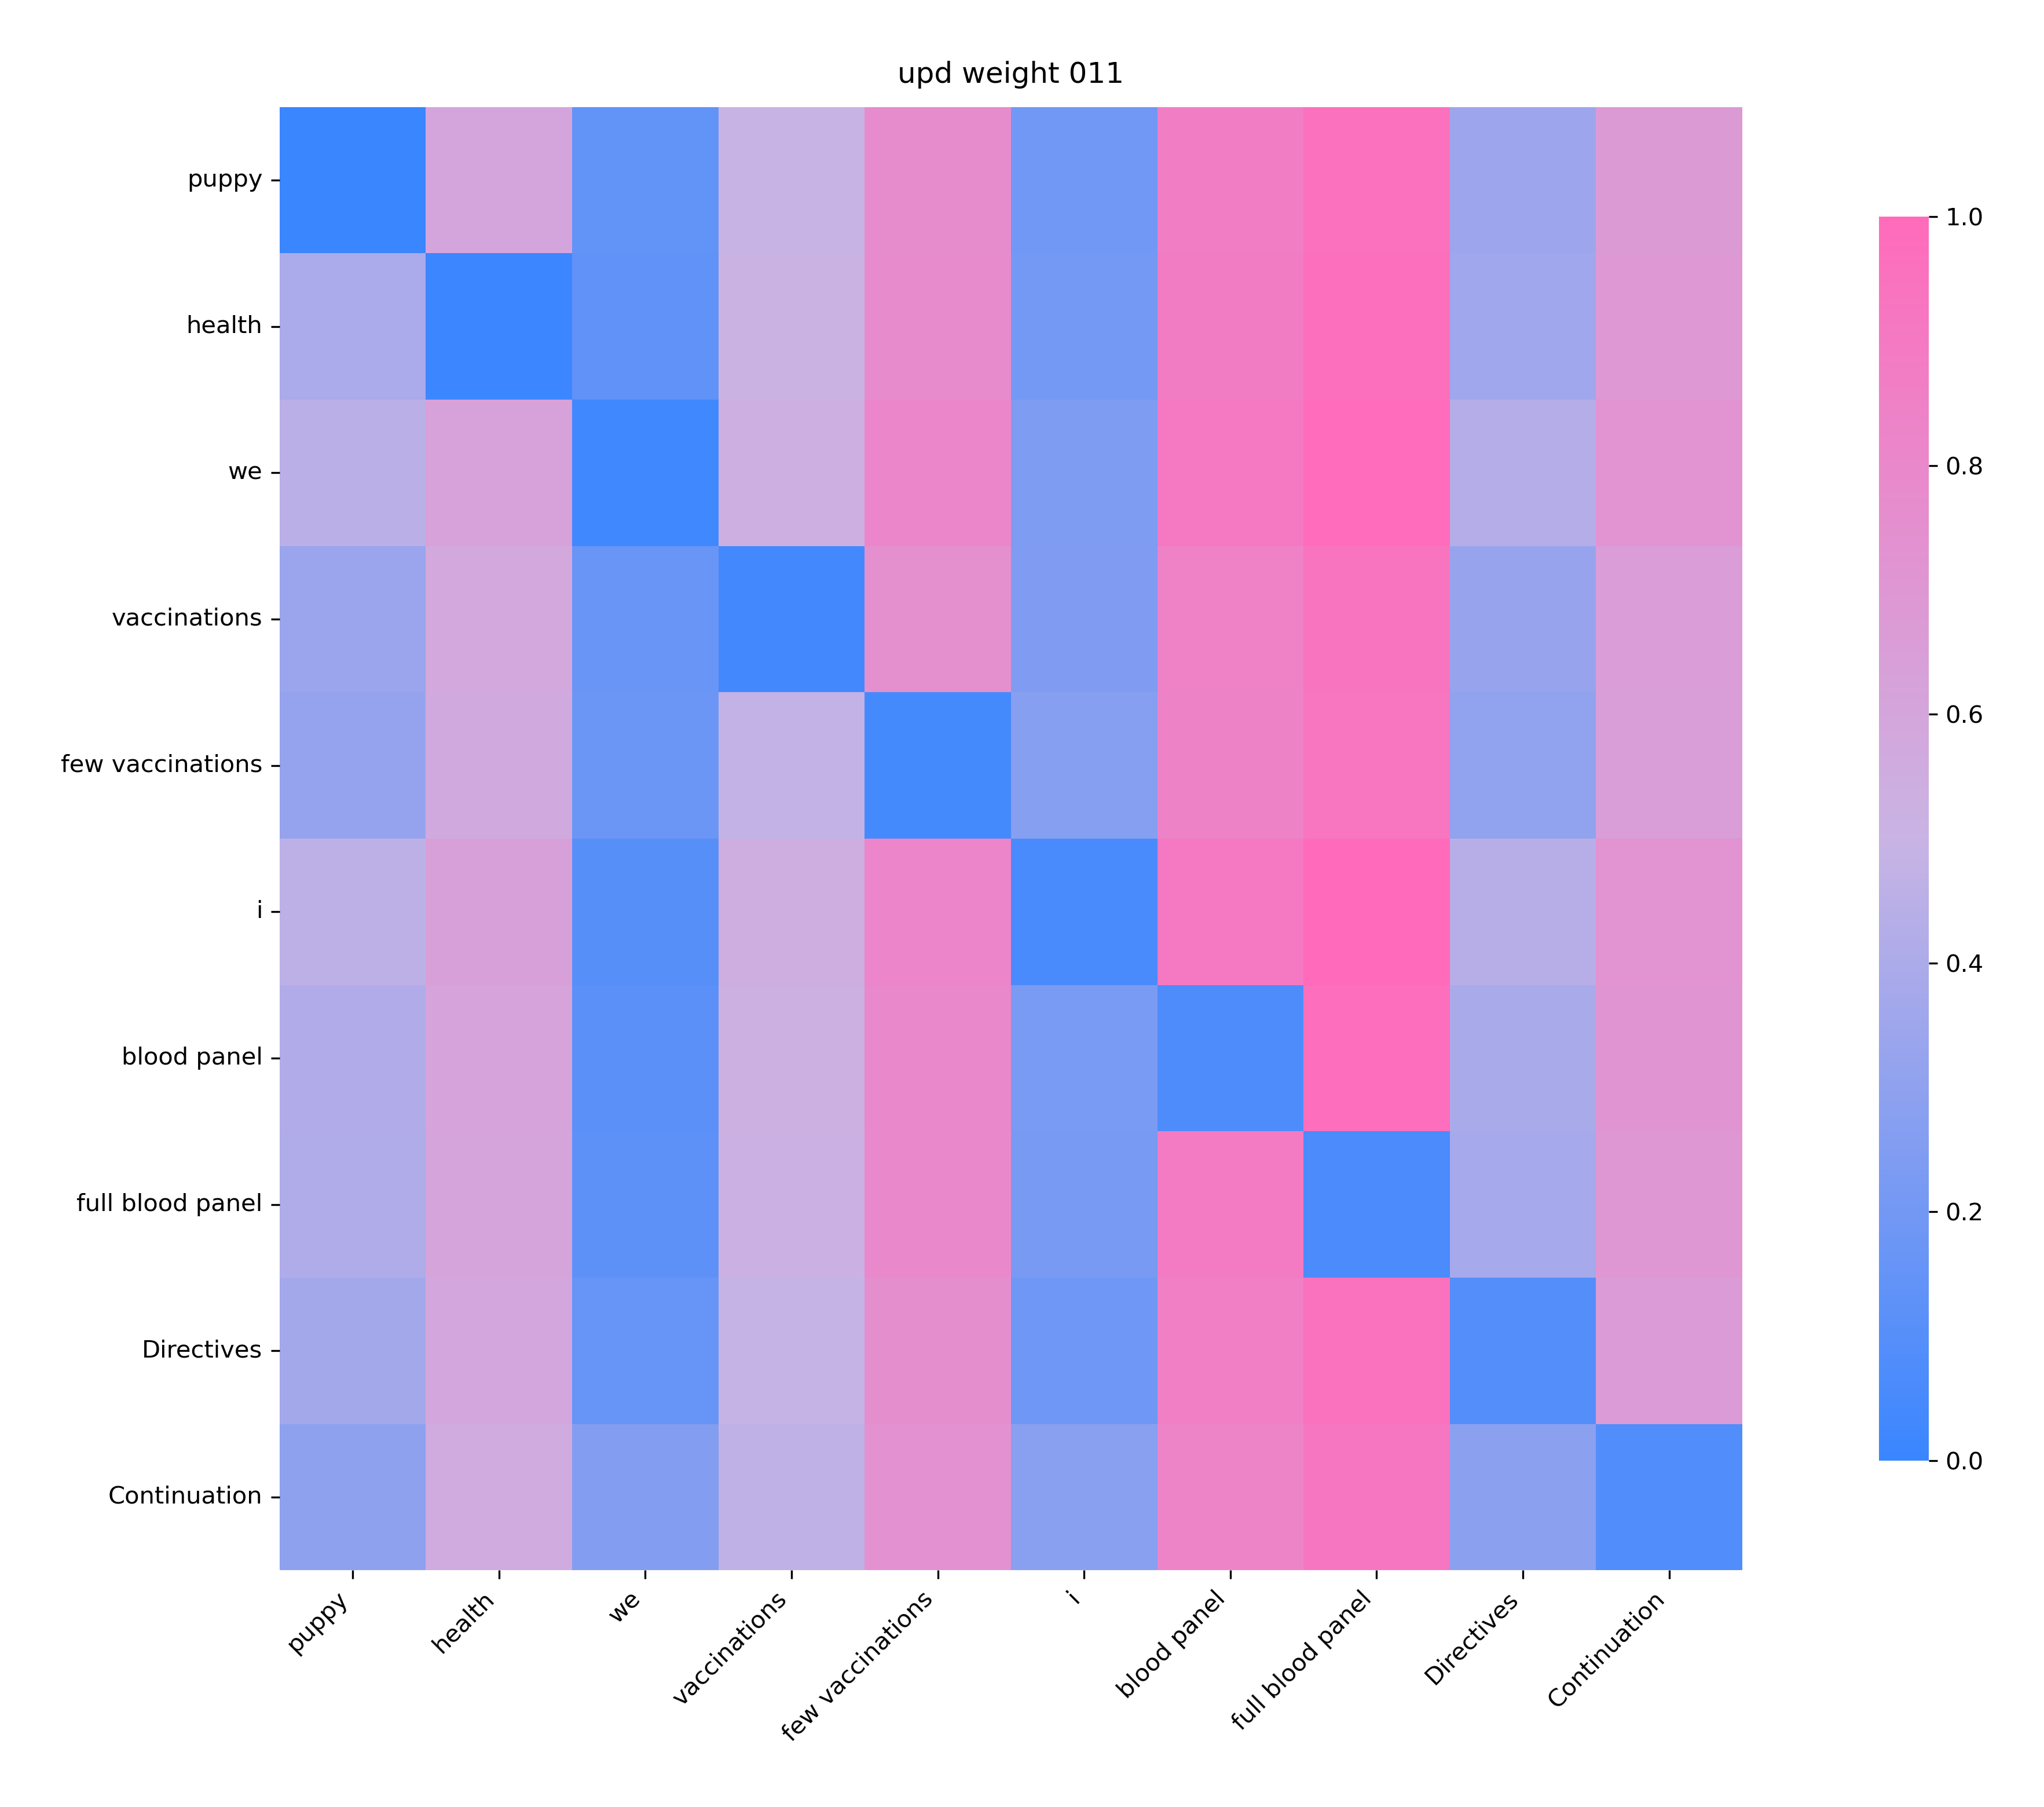 upd weight 011
puppy
health
we
vaccinations
few vaccinations
i
blood panel
full blood panel
Directives
Continuation
puppy
health
we
vaccinations
few vaccinations
i
blood panel
full blood panel
Directives
Continuation
1.0
0.8
0.6
0.4
0.2
0.0